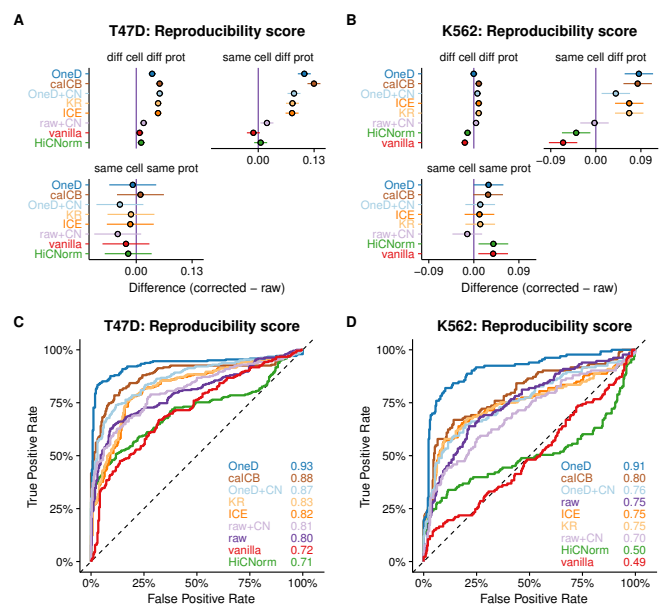 A
T47D: Reproducibility score
diff cell diff prot
same cell diff prot
OneD
caICB
OneD+CN
KR
ICE
raw+CN
vanilla
HiCNorm
0.00
0.13
same cell same prot
OneD
caICB
OneD+CN
KR
ICE
raw+CN
vanilla
HiCNorm
0.00
0.13
Difference (corrected − raw)
B
K562: Reproducibility score
diff cell diff prot
same cell diff prot
OneD
caICB
OneD+CN
ICE
KR
raw+CN
HiCNorm
vanilla
−0.09
0.00
0.09
same cell same prot
OneD
caICB
OneD+CN
ICE
KR
raw+CN
HiCNorm
vanilla
−0.09
0.00
0.09
Difference (corrected − raw)
C
T47D: Reproducibility score
True Positive Rate
100%
75%
50%
25%
0%
OneD 0.93
caICB 0.88
OneD+CN 0.87
KR 0.83
ICE 0.82
raw+CN 0.81
raw 0.80
vanilla 0.72
HiCNorm 0.71
0% 25% 50% 75% 100%
False Positive Rate
D
K562: Reproducibility score
True Positive Rate
100%
75%
50%
25%
0%
OneD 0.91
caICB 0.80
OneD+CN 0.76
raw 0.75
ICE 0.75
KR 0.75
raw+CN 0.70
HiCNorm 0.50
vanilla 0.49
0% 25% 50% 75% 100%
False Positive Rate